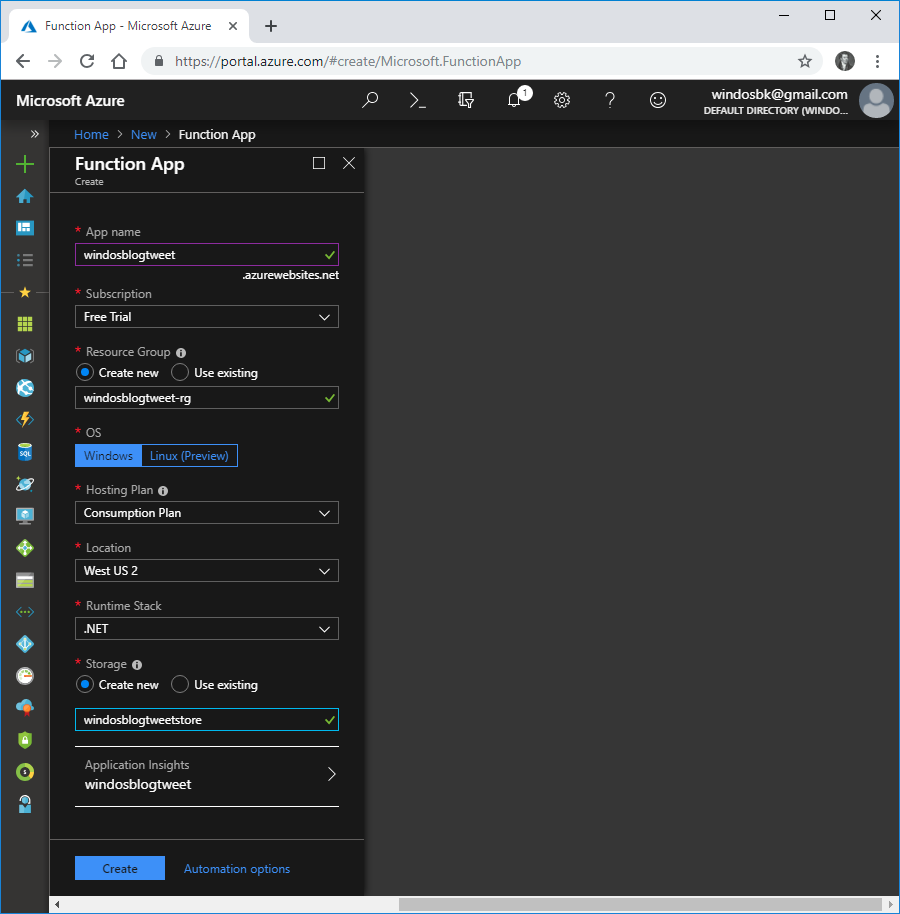 Function App - Microsoft Azure
https://portal.azure.com/#create/Microsoft.FunctionApp
Microsoft Azure
1
windosbk@gmail.com
DEFAULT DIRECTORY (WINDO...
Home > New > Function App
Function App
Create
* App name
windosblogtweet
.azurewebsites.net
* Subscription
Free Trial
* Resource Group
Create new Use existing
windosblogtweet-rg
* OS
Windows Linux (Preview)
* Hosting Plan
Consumption Plan
* Location
West US 2
* Runtime Stack
.NET
* Storage
Create new Use existing
windosblogtweetstore
Application Insights
windosblogtweet
Create Automation options